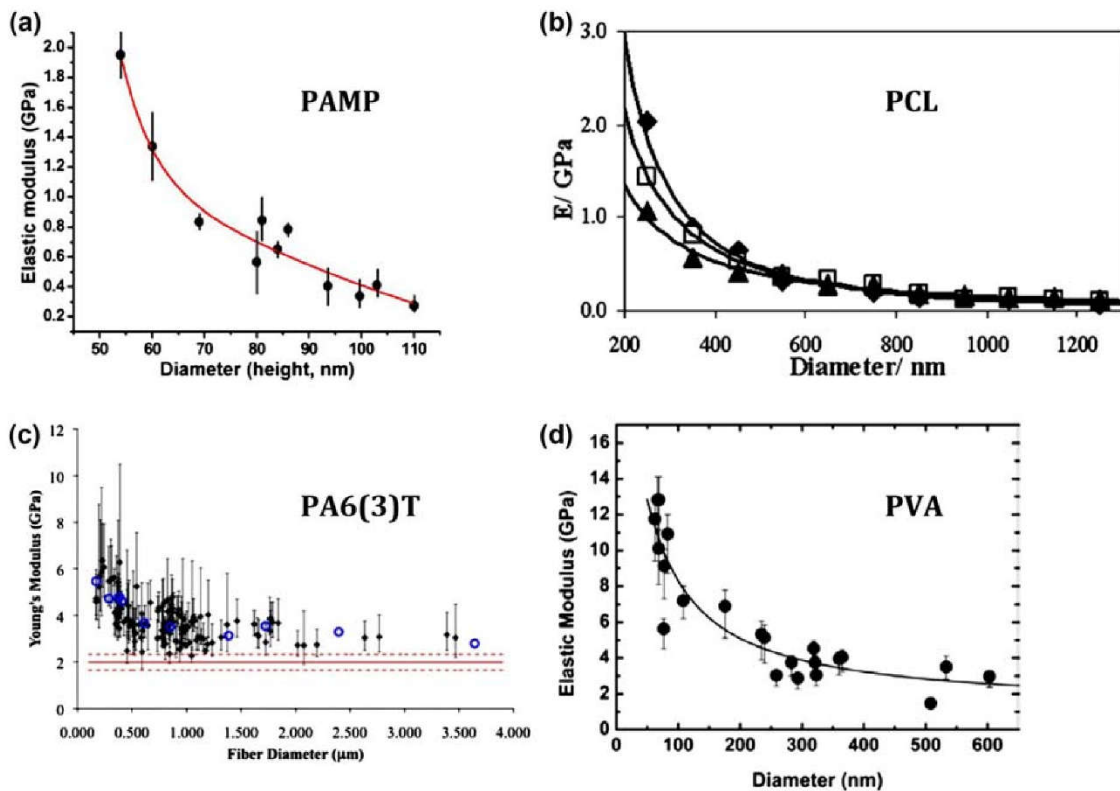 (a)
PAMP
Elastic modulus (GPa)
2.0
1.8
1.6
1.4
1.2
1.0
0.8
0.6
0.4
0.2
50 60 70 80 90 100 110
Diameter (height, nm)
(b)
PCL
E/ GPa
3.0
2.0
1.0
0.0
200 400 600 800 1000 1200
Diameter/ nm
(c)
PA6(3)T
Young's Modulus (GPa)
12
10
8
6
4
2
0
0.000 0.500 1.000 1.500 2.000 2.500 3.000 3.500 4.000
Fiber Diameter (μm)
(d)
PVA
Elastic Modulus (GPa)
16
14
12
10
8
6
4
2
0
0 100 200 300 400 500 600
Diameter (nm)